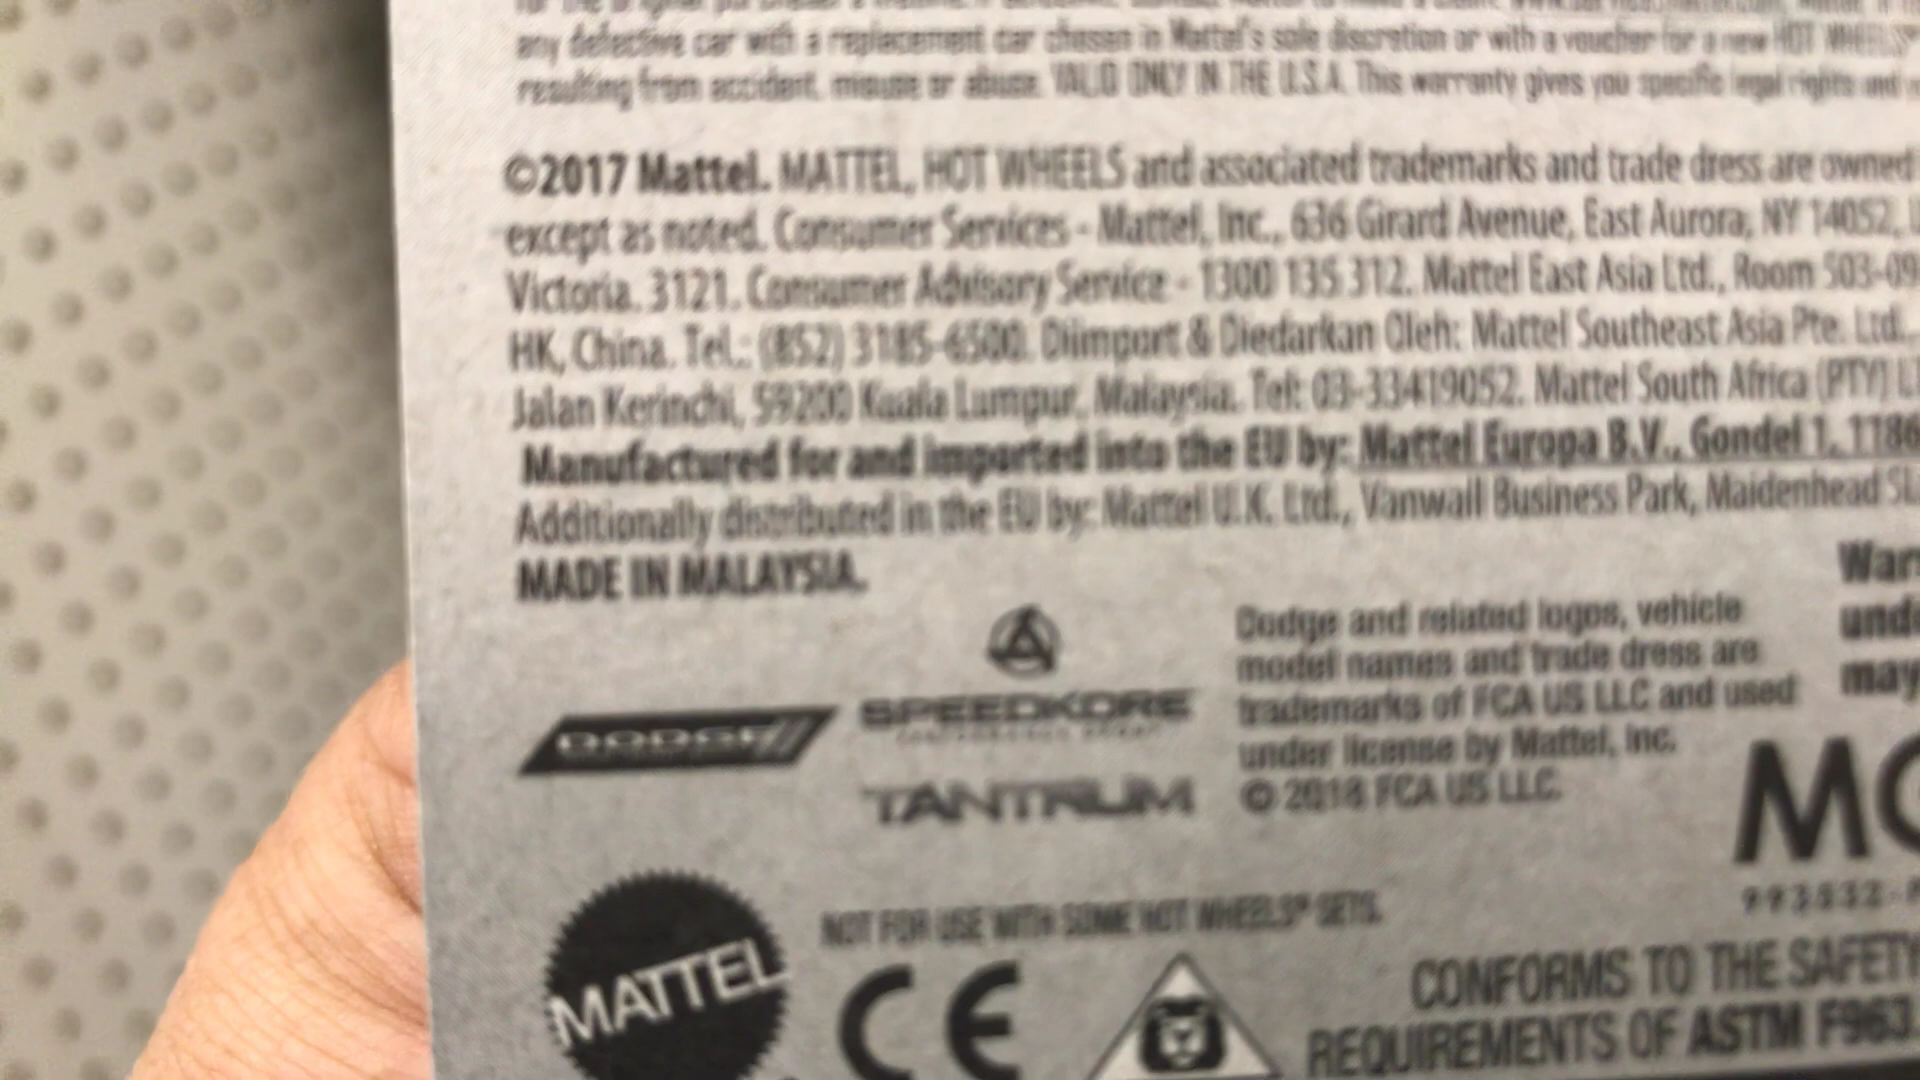 any defective car with a replacement car chosen in Mattel's sole discretion or with a voucher for a new HOT WHEELS®
resulting from accident, misuse or abuse. VALID ONLY IN THE U.S.A. This warranty gives you specific legal rights and
©2017 Mattel. MATTEL, HOT WHEELS and associated trademarks and trade dress are owned
except as noted. Consumer Services - Mattel, Inc., 636 Girard Avenue, East Aurora, NY 14052,
Victoria. 3121. Consumer Advisory Service - 1300 135 312. Mattel East Asia Ltd., Room 503-09
HK, China. Tel.: (852) 3185-6500. Diimport & Diedarkan Oleh: Mattel Southeast Asia Pte. Ltd.,
Jalan Kerinchi, 59200 Kuala Lumpur, Malaysia. Tel: 03-33419052. Mattel South Africa (PTY)
Manufactured for and imported into the EU by: Mattel Europa B.V., Gondel 1, 1186
Additionally distributed in the EU by: Mattel U.K. Ltd., Vanwall Business Park, Maidenhead
MADE IN MALAYSIA.
DODGE
SPEEDKORE
TANTRUM
Dodge and related logos, vehicle
model names and trade dress are
trademarks of FCA US LLC and used
under license by Mattel, Inc.
© 2018 FCA US LLC.
MATTEL
NOT FOR USE WITH SOME HOT WHEELS® SETS.
CE
CONFORMS TO THE SAFETY
REQUIREMENTS OF ASTM F963.